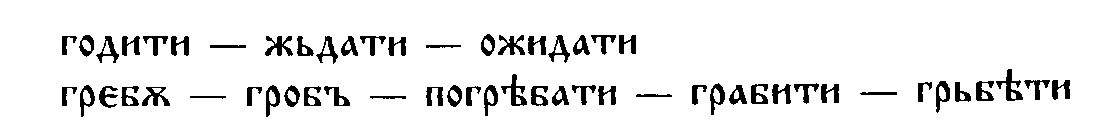 годити — жьдати — ожидати
гребѫ — гробъ — погрѣбати — грабити — грьбѣти